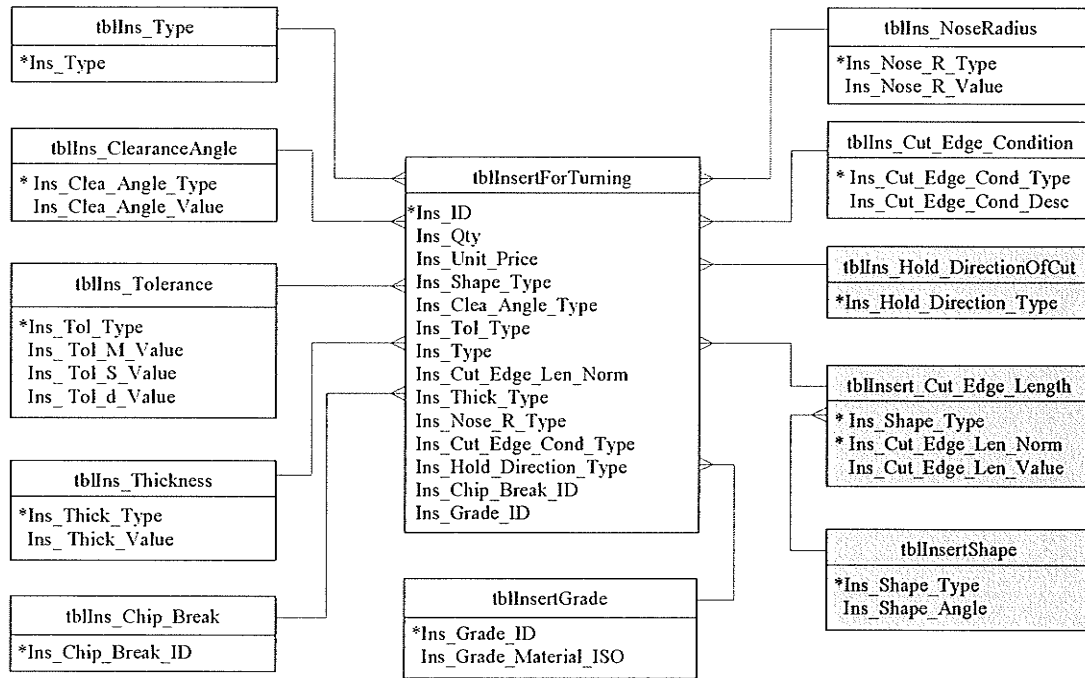 tblIns_Type
*Ins_Type
tblIns_ClearanceAngle
* Ins_Clea_Angle_Type
Ins_Clea_Angle_Value
tblIns_Tolerance
*Ins_Tol_Type
Ins_Tol_M_Value
Ins_Tol_S_Value
Ins_Tol_d_Value
tblIns_Thickness
*Ins_Thick_Type
Ins_Thick_Value
tblIns_Chip_Break
*Ins_Chip_Break_ID
tblInsertForTurning
*Ins_ID
Ins_Qty
Ins_Unit_Price
Ins_Shape_Type
Ins_Clea_Angle_Type
Ins_Tol_Type
Ins_Type
Ins_Cut_Edge_Len_Norm
Ins_Thick_Type
Ins_Nose_R_Type
Ins_Cut_Edge_Cond_Type
Ins_Hold_Direction_Type
Ins_Chip_Break_ID
Ins_Grade_ID
tblInsertGrade
*Ins_Grade_ID
Ins_Grade_Material_ISO
tblIns_NoseRadius
*Ins_Nose_R_Type
Ins_Nose_R_Value
tblIns_Cut_Edge_Condition
* Ins_Cut_Edge_Cond_Type
Ins_Cut_Edge_Cond_Desc
tblIns_Hold_DirectionOfCut
*Ins_Hold_Direction_Type
tblInsert_Cut_Edge_Length
* Ins_Shape_Type
* Ins_Cut_Edge_Len_Norm
Ins_Cut_Edge_Len_Value
tblInsertShape
*Ins_Shape_Type
Ins_Shape_Angle